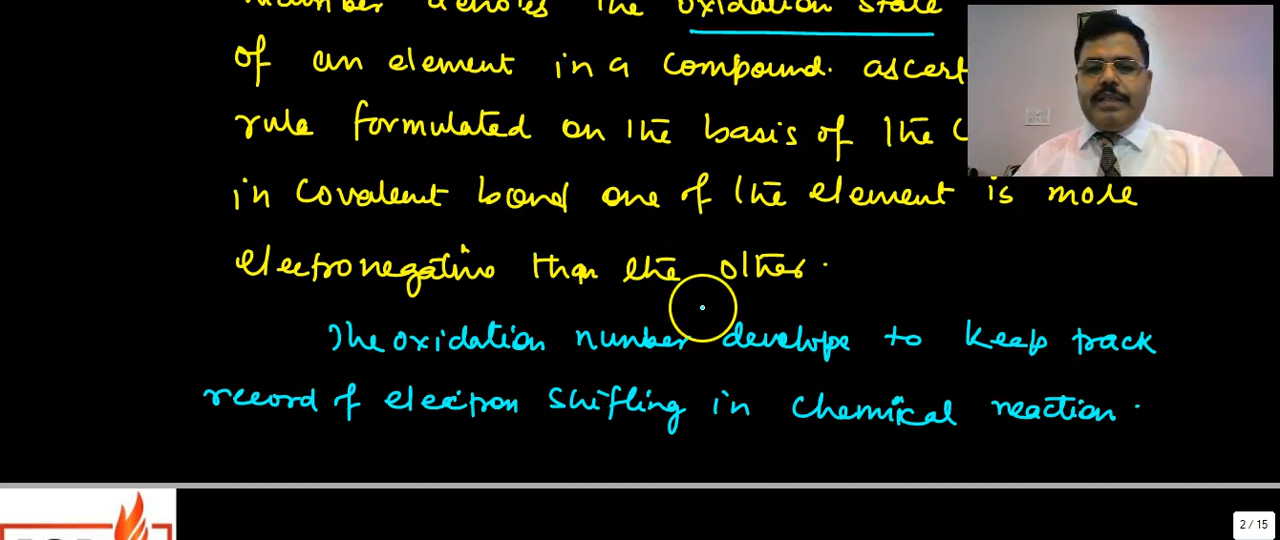 number denotes the oxidation state
of an element in a compound. ascert
rule formulated on the basis of the
in covalent bond one of the element is more
electronegative than the other.
The oxidation number develope to keep track
record of electron shifting in chemical reaction.
2 / 15